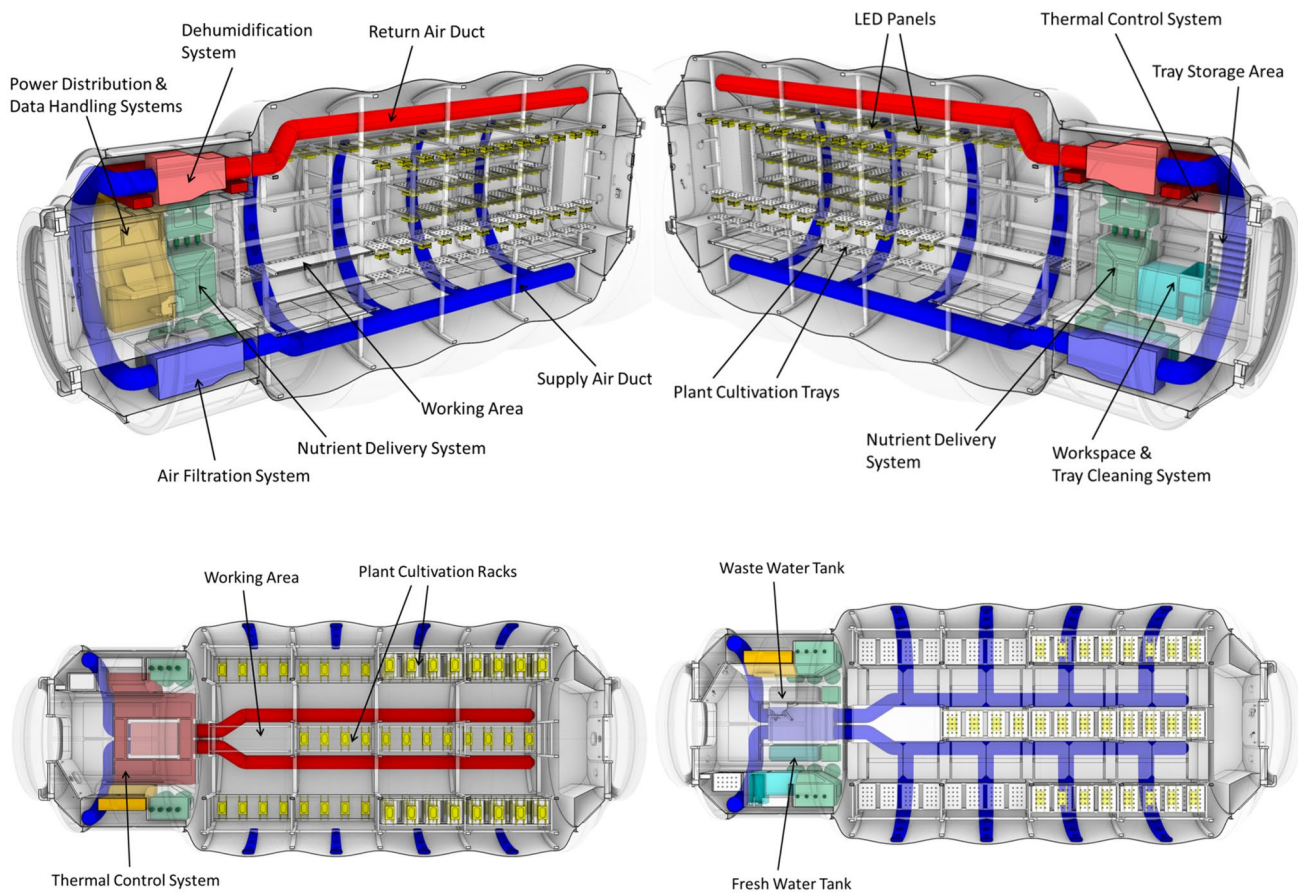 Dehumidification
System
Return Air Duct
Power Distribution &
Data Handling Systems
Supply Air Duct
Working Area
Nutrient Delivery System
Air Filtration System
LED Panels
Thermal Control System
Tray Storage Area
Plant Cultivation Trays
Nutrient Delivery
System
Workspace &
Tray Cleaning System
Working Area
Plant Cultivation Racks
Thermal Control System
Waste Water Tank
Fresh Water Tank